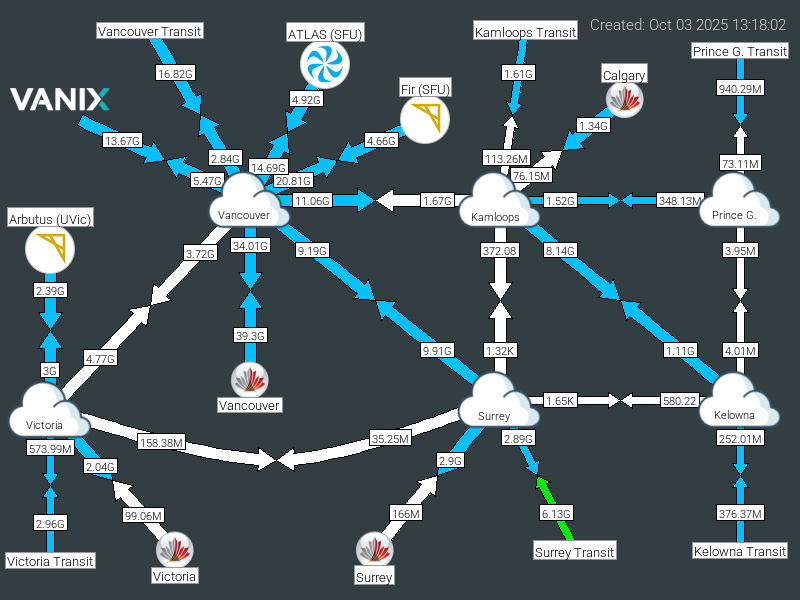 Created: Oct 03 2025 13:18:02
Vancouver Transit
ATLAS (SFU)
Kamloops Transit
Prince G. Transit
16.82G
1.61G
Calgary
940.29M
VANIX
4.92G
Fir (SFU)
13.67G
4.66G
1.34G
2.84G
14.69G
113.26M
73.11M
5.47G
20.81G
76.15M
11.06G
1.67G
1.52G
348.13M
Vancouver
Kamloops
Prince G.
Arbutus (UVic)
3.72G
34.01G
9.19G
372.08
8.14G
3.95M
2.39G
39.3G
4.77G
9.91G
1.32K
1.11G
4.01M
3G
Vancouver
1.65K
580.22
Victoria
Surrey
Kelowna
573.99M
158.38M
35.25M
2.89G
252.01M
2.04G
2.9G
2.96G
99.06M
166M
6.13G
376.37M
Victoria Transit
Victoria
Surrey
Surrey Transit
Kelowna Transit